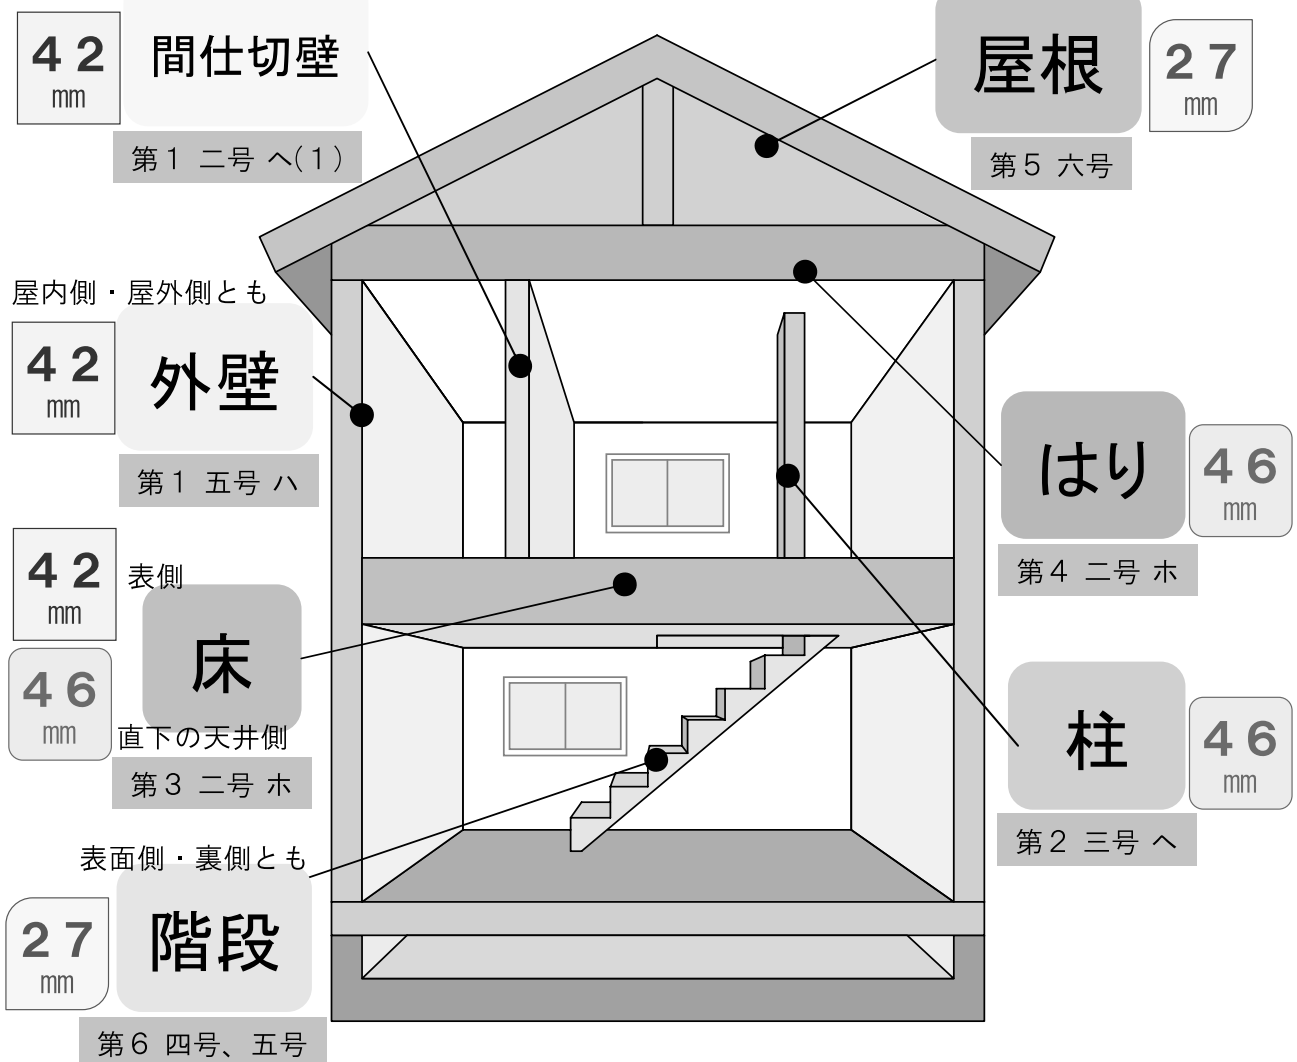 ４２
mm
間仕切壁
第１ 二号 ヘ(１)
屋根
２７
mm
第５ 六号
屋内側・屋外側とも
４２
mm
外壁
第１ 五号 ハ
はり
４６
mm
第４ 二号 ホ
４２
mm
表側
床
４６
mm
直下の天井側
第３ 二号 ホ
柱
４６
mm
第２ 三号 ヘ
表面側・裏側とも
２７
mm
階段
第６ 四号、五号